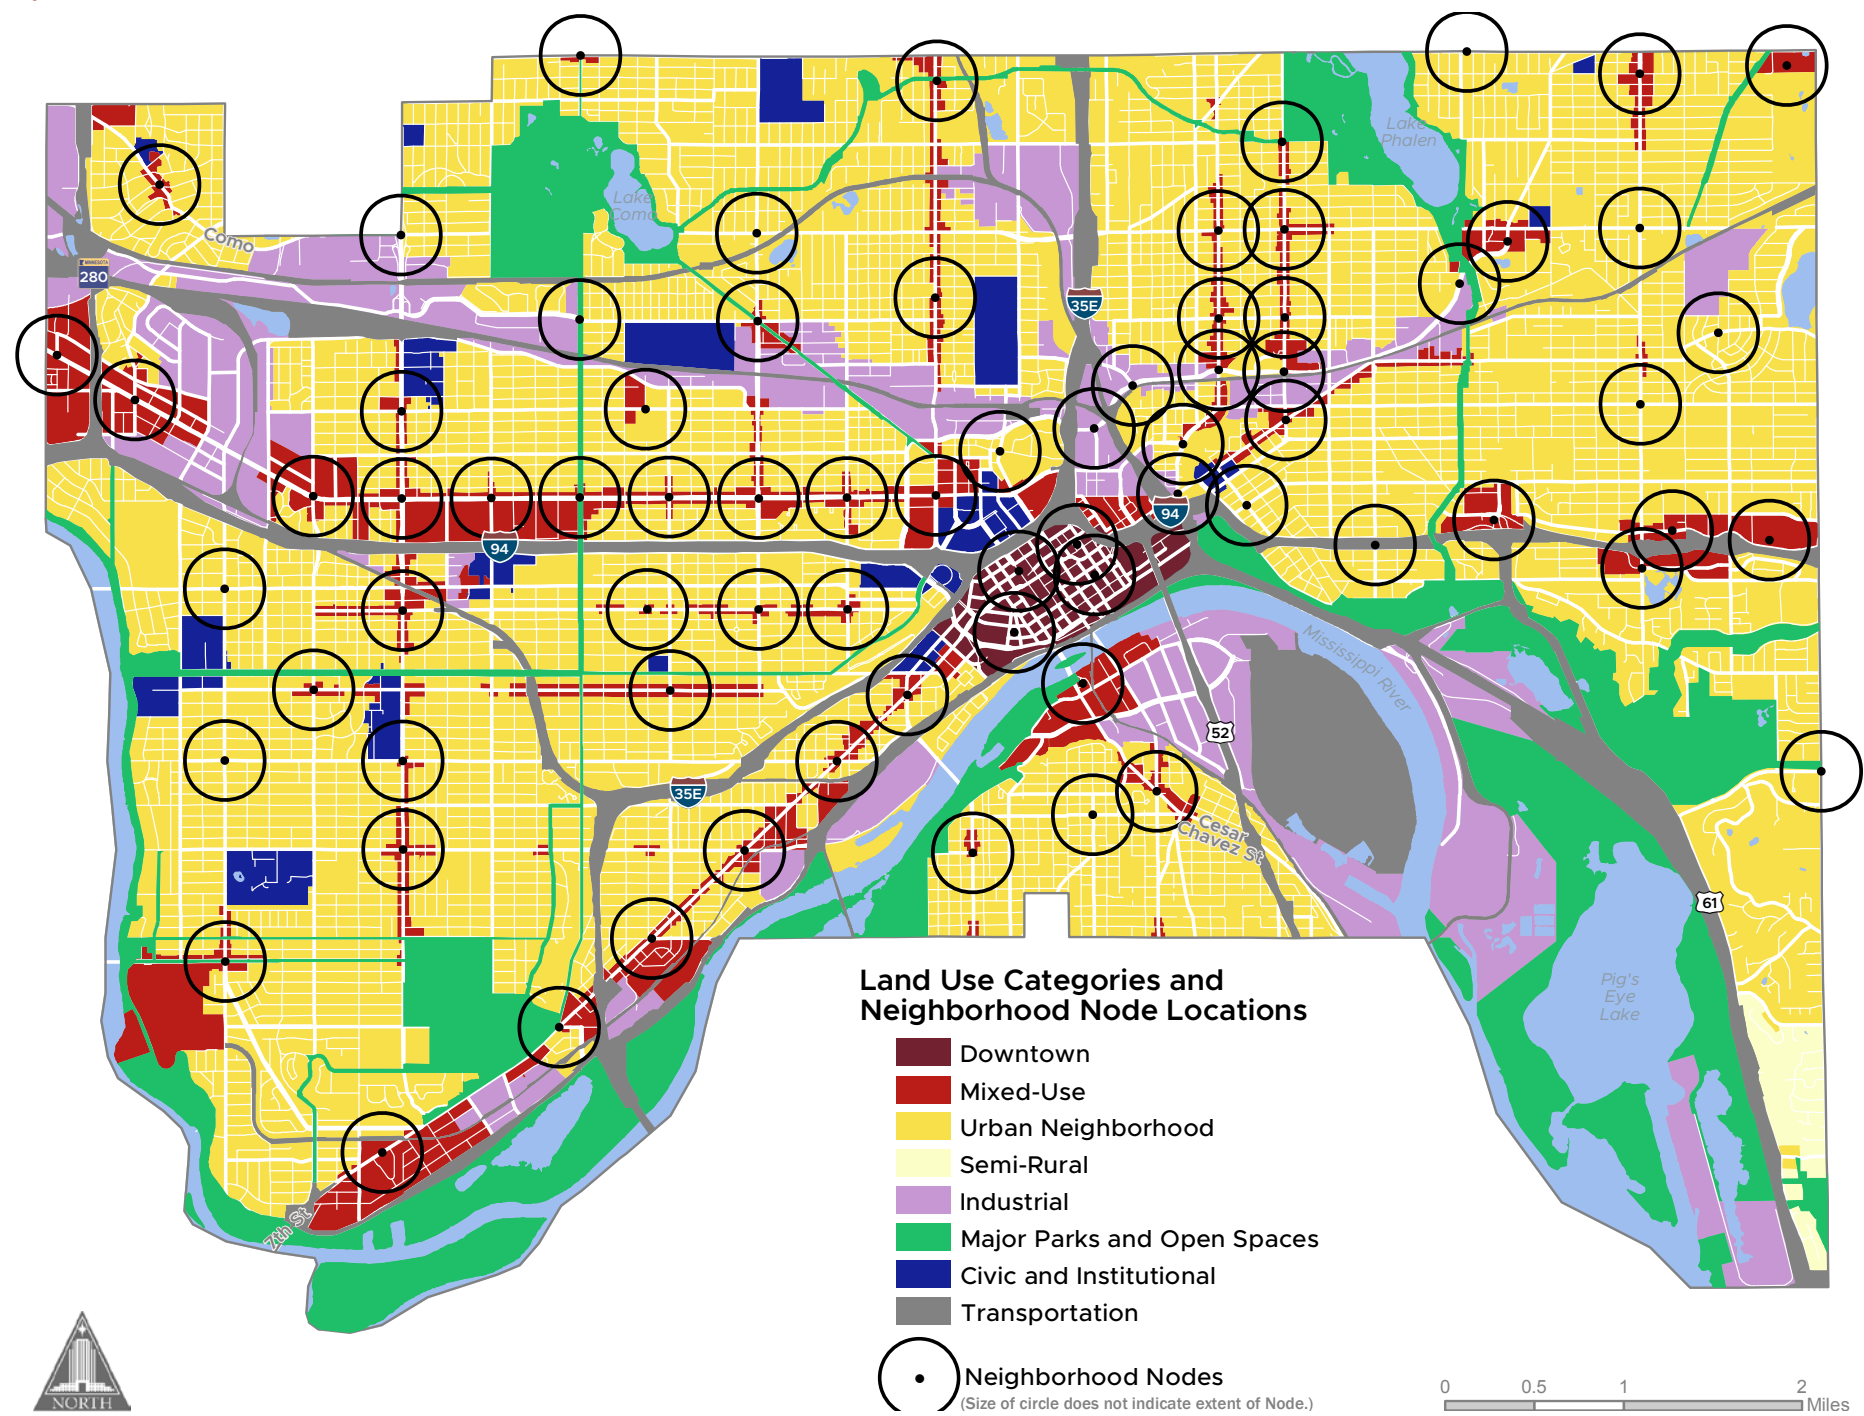 Lake
Phalen
Lake
Como
Como
MINNESOTA
280
35E
94
94
Mississippi River
52
35E
Cesar
Chavez St
61
Pig's
Eye
Lake
7th St
Land Use Categories and
Neighborhood Node Locations
Downtown
Mixed-Use
Urban Neighborhood
Semi-Rural
Industrial
Major Parks and Open Spaces
Civic and Institutional
Transportation
Neighborhood Nodes
(Size of circle does not indicate extent of Node.)
NORTH
0 0.5 1 2
Miles